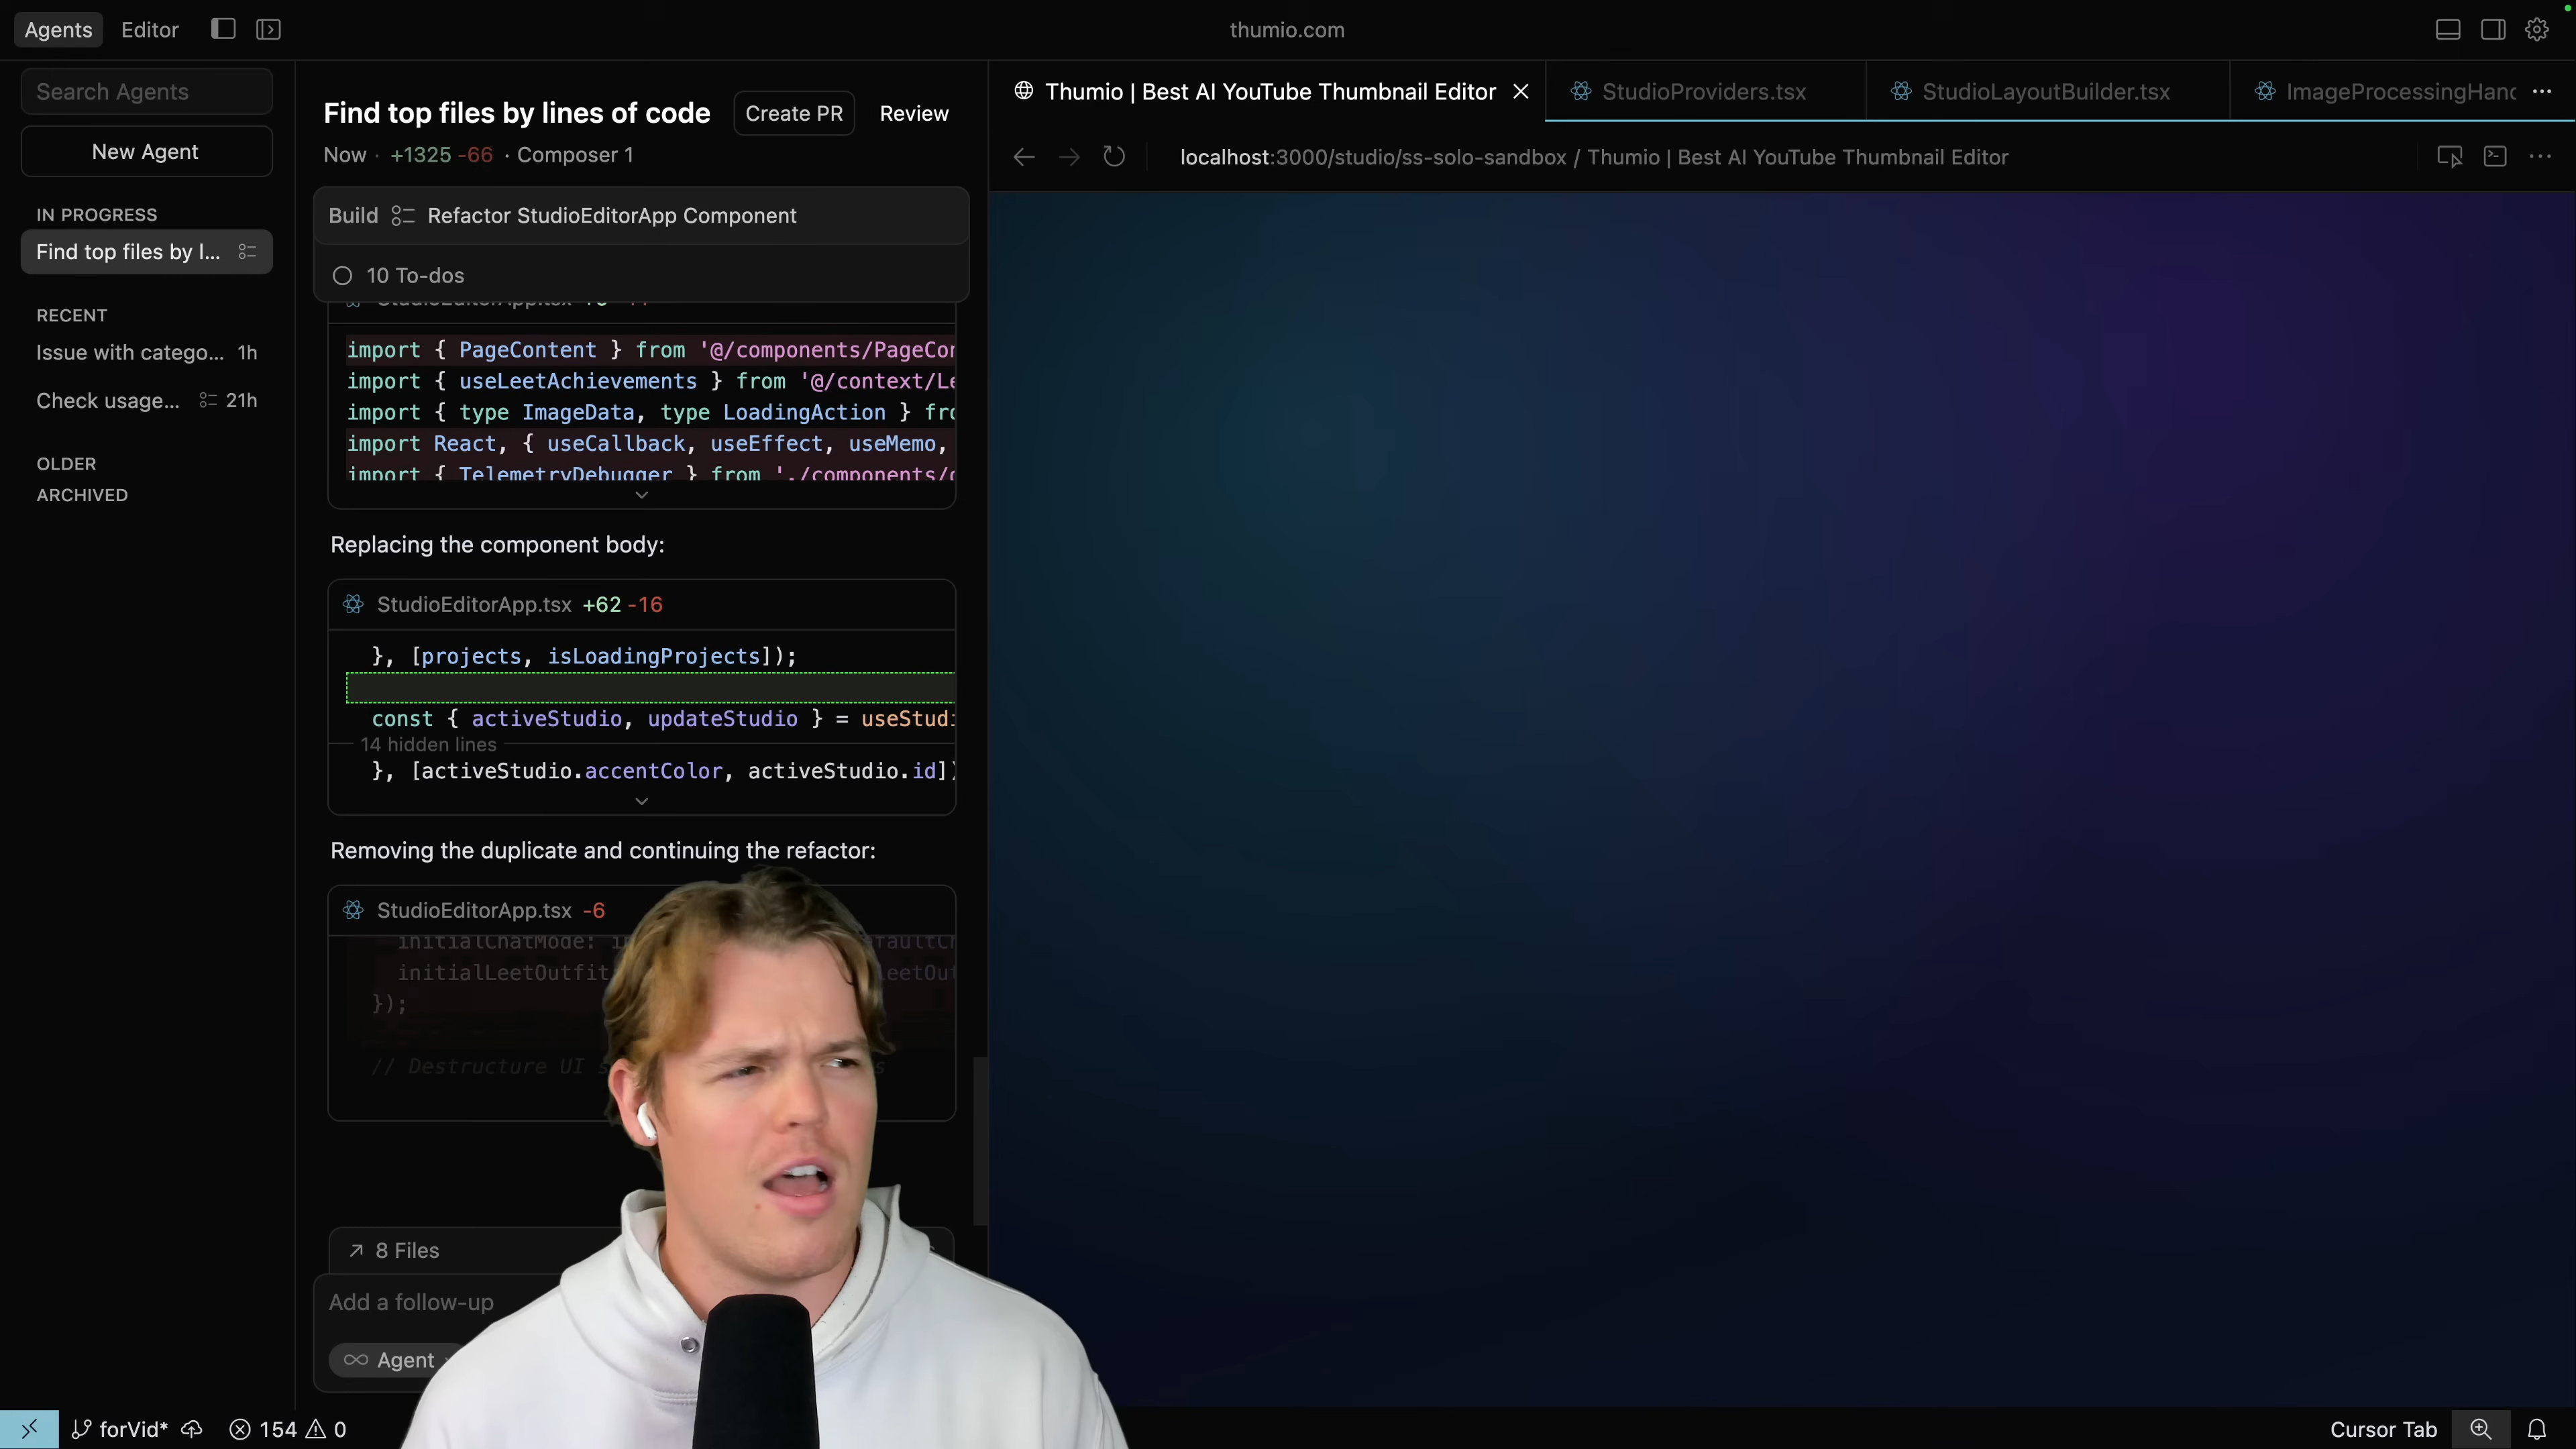 Agents Editor
thumio.com
Search Agents
New Agent
IN PROGRESS
Find top files by l...
RECENT
Issue with catego... 1h
Check usage... 21h
OLDER
ARCHIVED
Find top files by lines of code
Create PR
Review
Now · +1325 -66 · Composer 1
Build Refactor StudioEditorApp Component
10 To-dos
import { PageContent } from '@/components/PageCon
import { useLeetAchievements } from '@/context/Le
import { type ImageData, type LoadingAction } fro
import React, { useCallback, useEffect, useMemo,
import { TelemetryDebugger } from './components/d
Replacing the component body:
StudioEditorApp.tsx +62 -16
}, [projects, isLoadingProjects]);
const { activeStudio, updateStudio } = useStudi
14 hidden lines
}, [activeStudio.accentColor, activeStudio.id])
Removing the duplicate and continuing the refactor:
StudioEditorApp.tsx -6
initialChatMode:
initialLeetOutfit
});
// Destructure UI
8 Files
Add a follow-up
Agent
Thumio | Best AI YouTube Thumbnail Editor
StudioProviders.tsx
StudioLayoutBuilder.tsx
ImageProcessingHand
localhost:3000/studio/ss-solo-sandbox / Thumio | Best AI YouTube Thumbnail Editor
forVid* 154 0
Cursor Tab